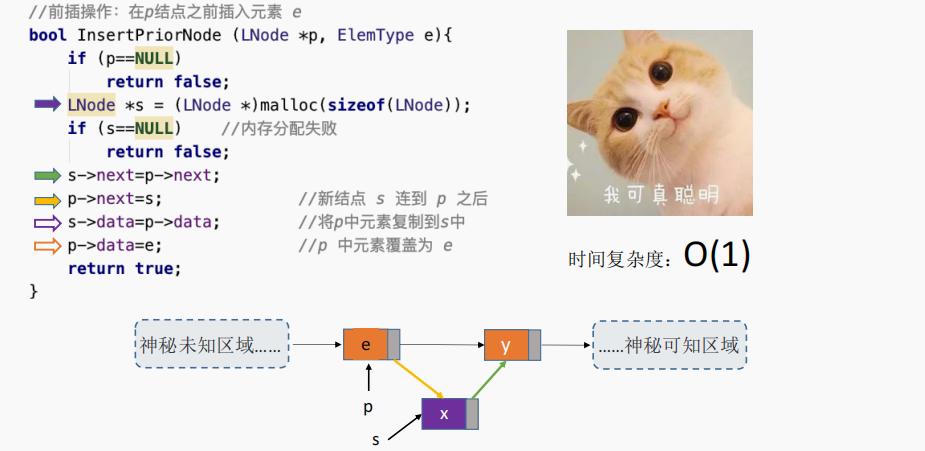 //前插操作：在p结点之前插入元素 e
bool InsertPriorNode (LNode *p, ElemType e){
if (p==NULL)
return false;
LNode *s = (LNode *)malloc(sizeof(LNode));
if (s==NULL) //内存分配失败
return false;
s->next=p->next;
p->next=s; //新结点 s 连到 p 之后
s->data=p->data; //将p中元素复制到s中
p->data=e; //p 中元素覆盖为 e
return true;
}
我可真聪明
时间复杂度：O(1)
神秘未知区域……
e
y
……神秘可知区域
p
x
s